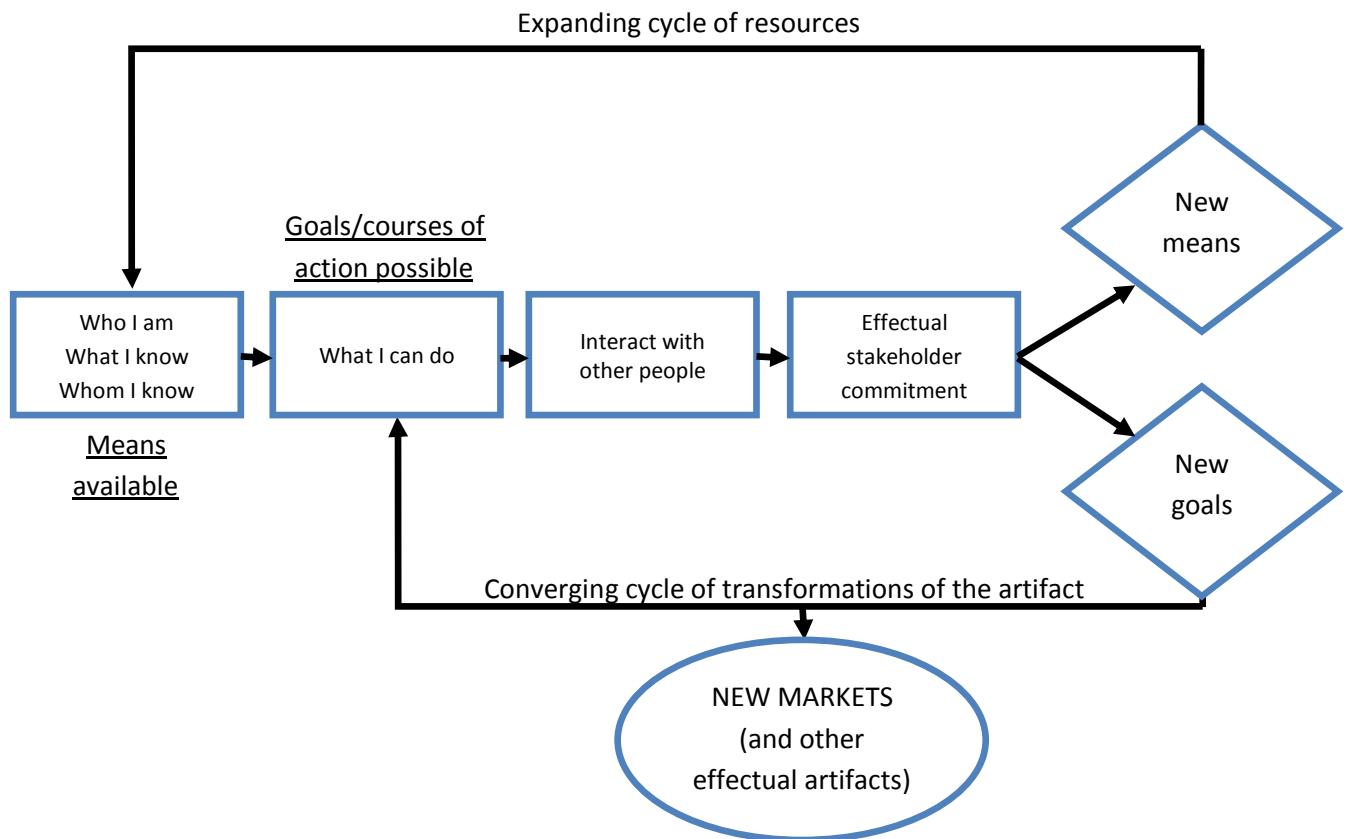 Expanding cycle of resources
New
means
Goals/courses of
action possible
Who I am
What I know
Whom I know
What I can do
Interact with
other people
Effectual
stakeholder
commitment
Means
available
New
goals
Converging cycle of transformations of the artifact
NEW MARKETS
(and other
effectual artifacts)